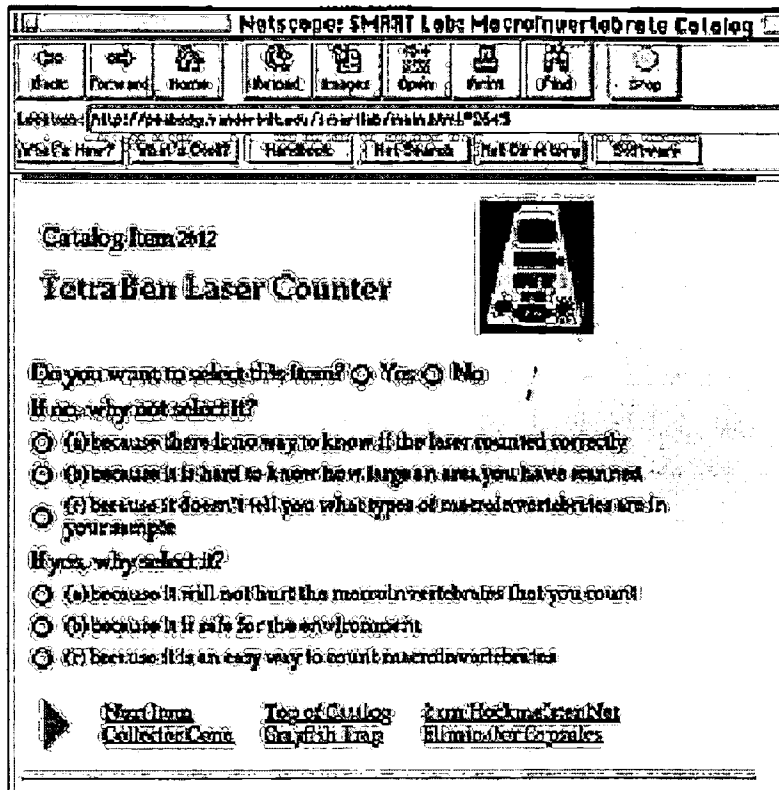 Netscape: SMART Lab: Macroinvertebrate Catalog
Back Forward Home Reload Images Open Print Find Stop
Location:
What's New? What's Cool? Handbook Net Search Net Directory Software
Catalog Item 2612
TetraBen Laser Counter
Do you want to select this item? Yes No
If no, why not select it?
(a) because there is no way to know if the laser counted correctly
(b) because it is hard to know how large an area you have scanned
(c) because it doesn't tell you what types of macroinvertebrates are in
your sample
If yes, why select it?
(a) because it will not hurt the macroinvertebrates that you count
(b) because it is safe for the environment
(c) because it is an easy way to count macroinvertebrates
Next Item Top of Catalog Net
Trap Eliminator Capsules